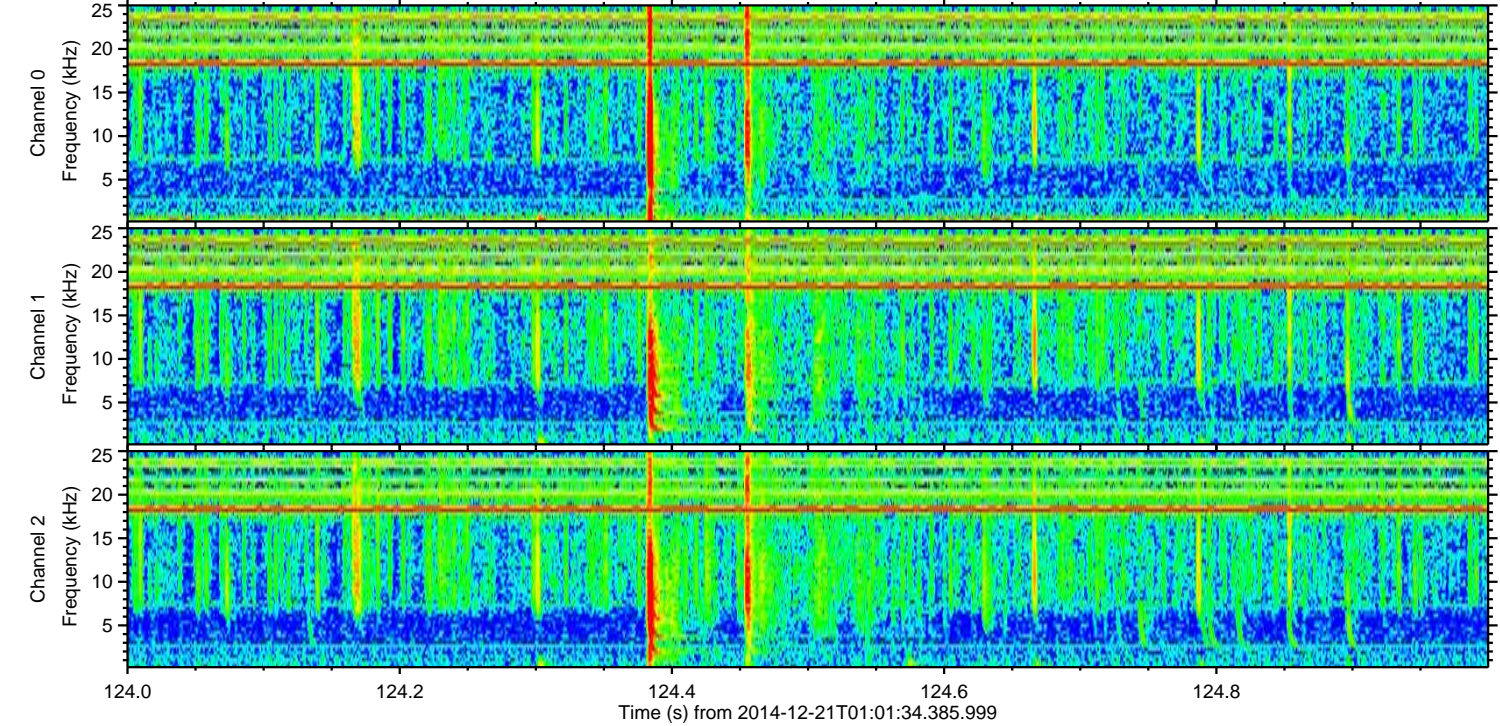 Channel 0
Frequency (kHz)
25
20
15
10
5
Channel 1
Frequency (kHz)
25
20
15
10
5
Channel 2
Frequency (kHz)
25
20
15
10
5
124.0 124.2 124.4 124.6 124.8
Time (s) from 2014-12-21T01:01:34.385.999